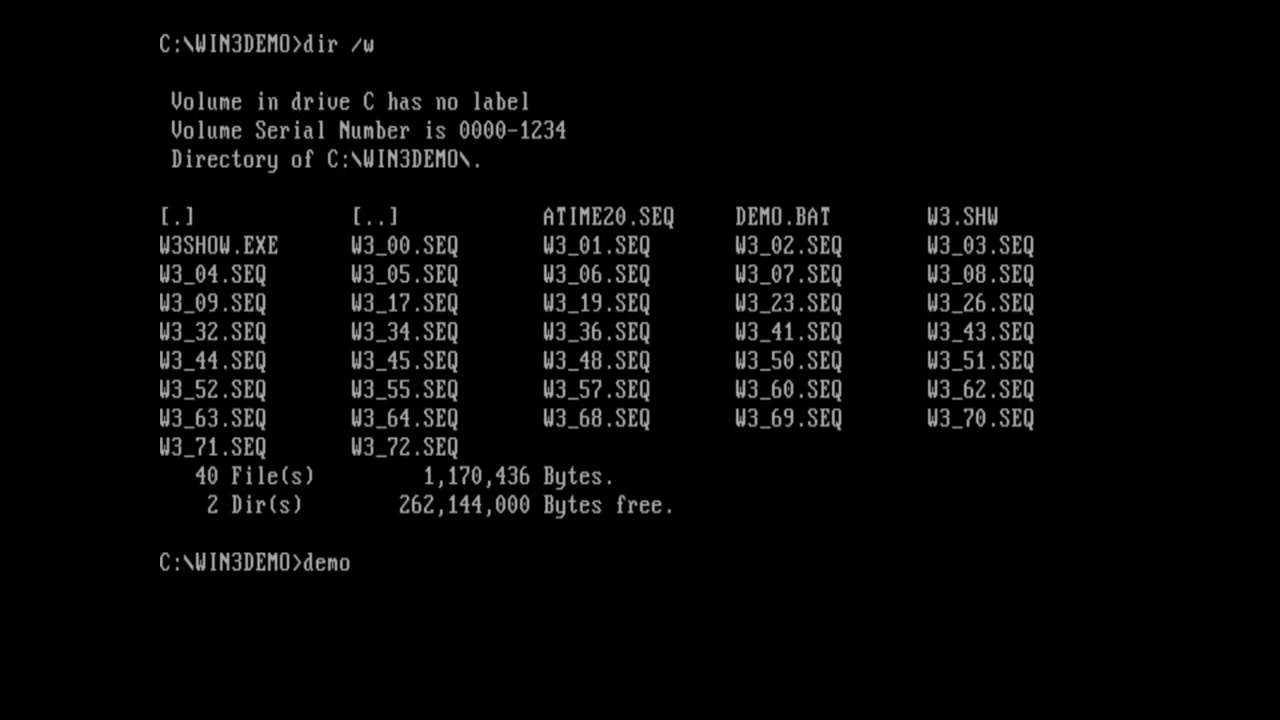 C:\WIN3DEMO>dir /w
Volume in drive C has no label
Volume Serial Number is 0000-1234
Directory of C:\WIN3DEMO\.
[.] [..] ATIME20.SEQ DEMO.BAT W3.SHW
W3SHOW.EXE W3_00.SEQ W3_01.SEQ W3_02.SEQ W3_03.SEQ
W3_04.SEQ W3_05.SEQ W3_06.SEQ W3_07.SEQ W3_08.SEQ
W3_09.SEQ W3_17.SEQ W3_19.SEQ W3_23.SEQ W3_26.SEQ
W3_32.SEQ W3_34.SEQ W3_36.SEQ W3_41.SEQ W3_43.SEQ
W3_44.SEQ W3_45.SEQ W3_48.SEQ W3_50.SEQ W3_51.SEQ
W3_52.SEQ W3_55.SEQ W3_57.SEQ W3_60.SEQ W3_62.SEQ
W3_63.SEQ W3_64.SEQ W3_68.SEQ W3_69.SEQ W3_70.SEQ
W3_71.SEQ W3_72.SEQ
40 File(s) 1,170,436 Bytes.
2 Dir(s) 262,144,000 Bytes free.
C:\WIN3DEMO>demo